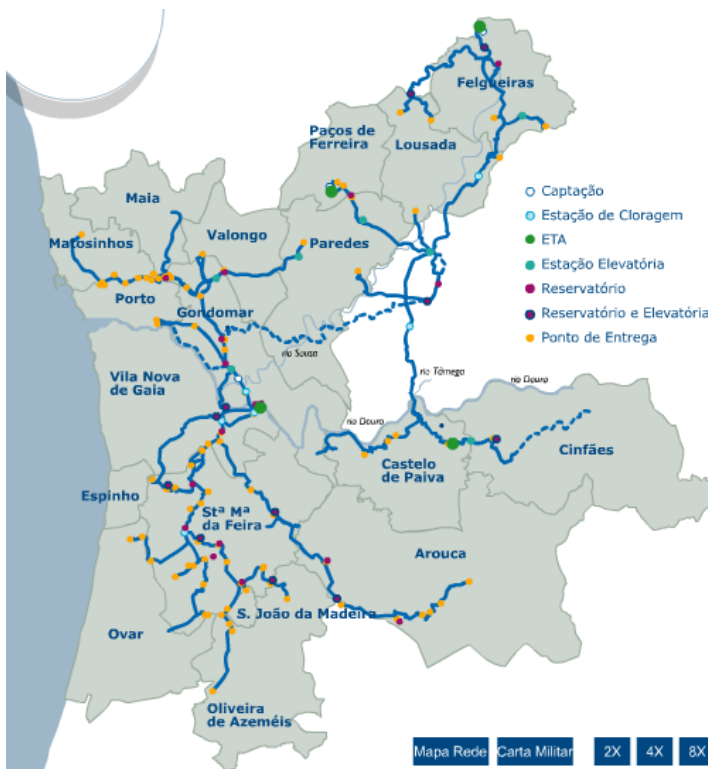 Felgueiras
Paços de
Ferreira
Lousada
Maia
Valongo
Paredes
Matosinhos
Porto
Gondomar
Captação
Estação de Cloragem
ETA
Estação Elevatória
Reservatório
Reservatório e Elevatória
Ponto de Entrega
rio Sousa
Vila Nova
de Gaia
rio Tâmega
rio Douro
rio Douro
Cinfães
Castelo
de Paiva
Espinho
Stª Mª
da Feira
Arouca
S. João da Madeira
Ovar
Oliveira
de Azeméis
Mapa Rede
Carta Militar
2X
4X
8X